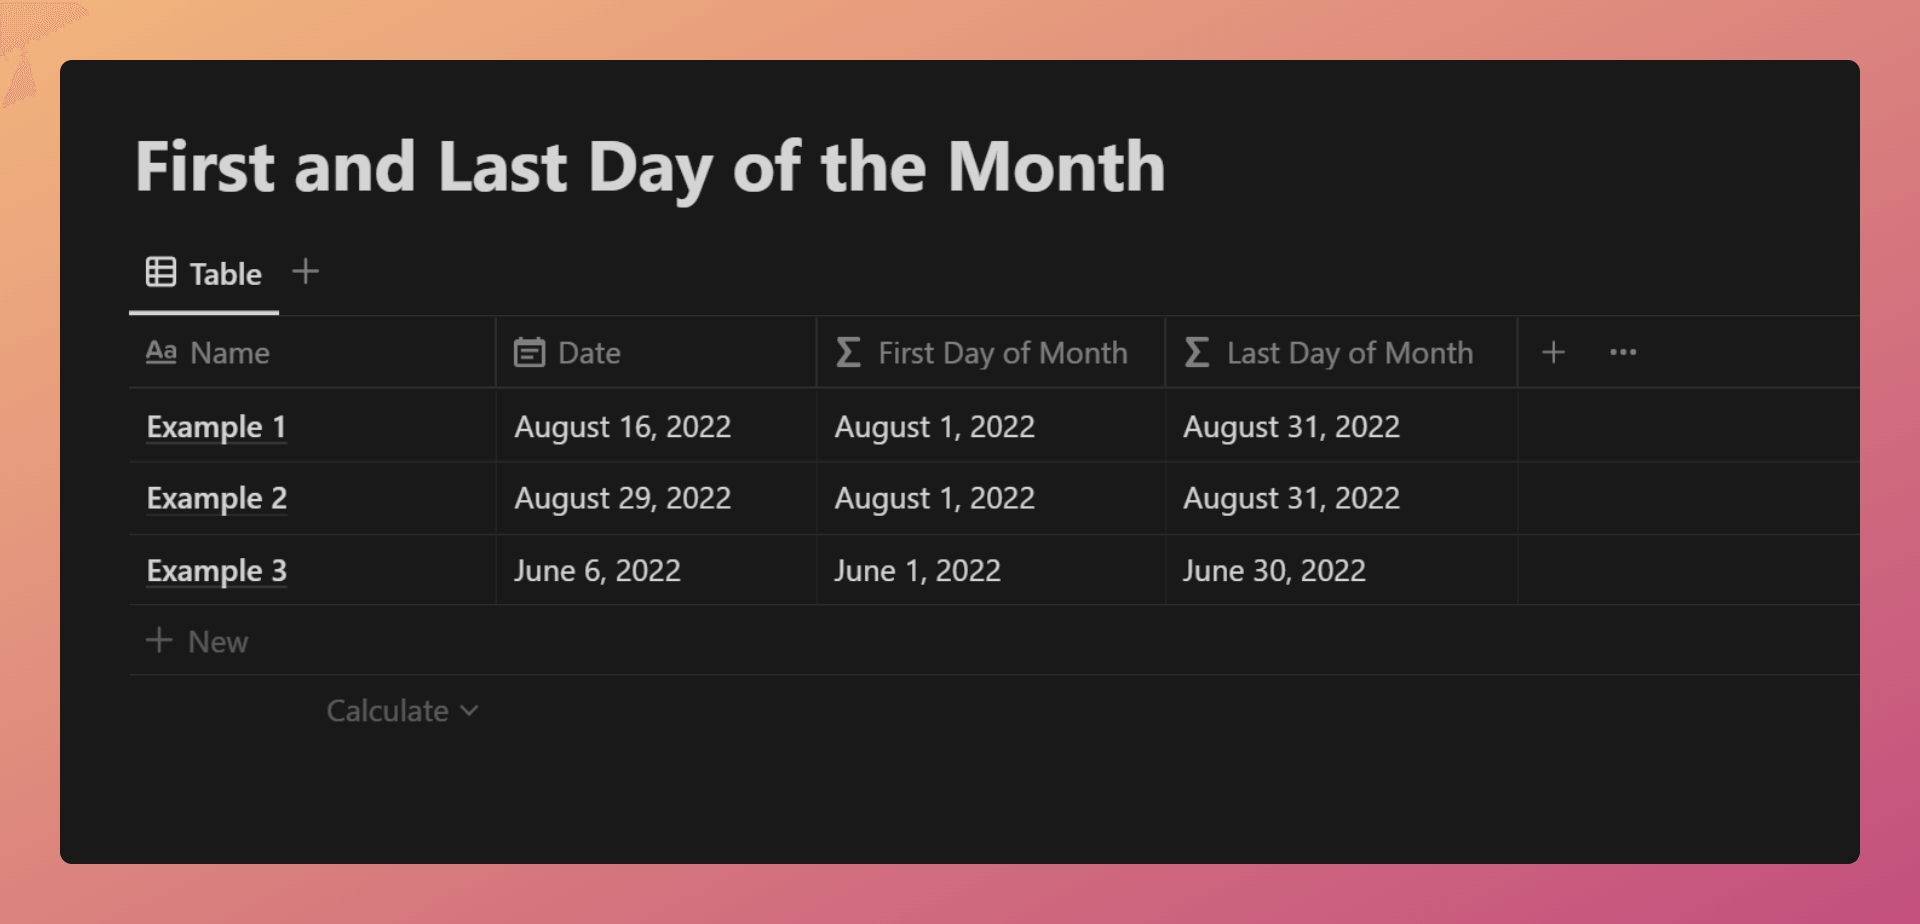 First and Last Day of the Month
Table
Aa Name Date Σ First Day of Month Σ Last Day of Month
Example 1 August 16, 2022 August 1, 2022 August 31, 2022
Example 2 August 29, 2022 August 1, 2022 August 31, 2022
Example 3 June 6, 2022 June 1, 2022 June 30, 2022
+ New
Calculate